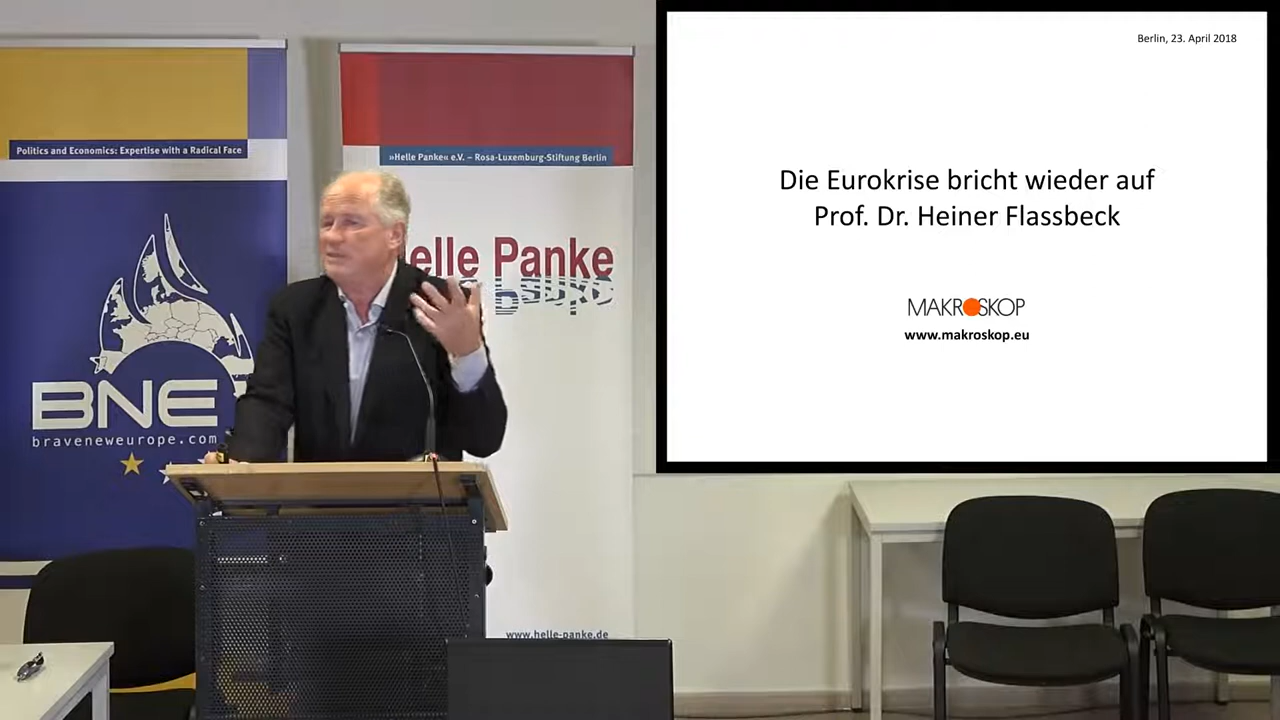 Politics and Economics: Expertise with a Radical Face
BNE
braveneweurope.com
»Helle Panke« e.V. – Rosa-Luxemburg-Stiftung Berlin
elle Panke
www.helle-panke.de
Berlin, 23. April 2018
Die Eurokrise bricht wieder auf
Prof. Dr. Heiner Flassbeck
MAKROSKOP
www.makroskop.eu